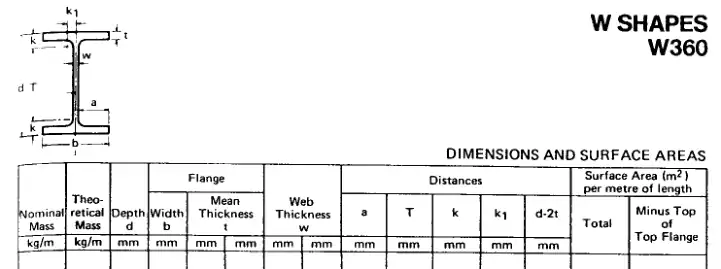 k1
k
t
w
d T
a
k
b
W SHAPES
W360
DIMENSIONS AND SURFACE AREAS
Nominal Mass
Theo-
retical
Mass
Depth
d
Flange
Width
b
Mean
Thickness
t
Web
Thickness
w
Distances
a
T
k
k1
d-2t
Surface Area (m²)
per metre of length
Total
Minus Top
of
Top Flange
kg/m kg/m mm mm mm mm mm mm mm mm mm mm mm